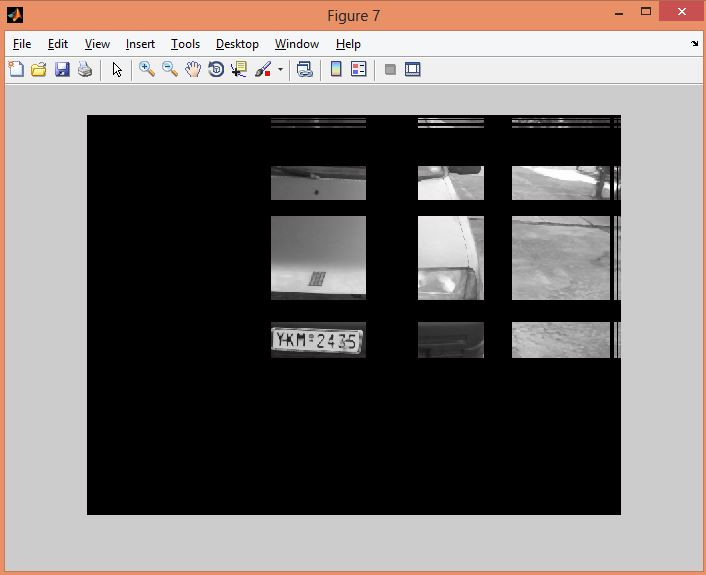 Figure 7
File Edit View Insert Tools Desktop Window Help
YKM-2435